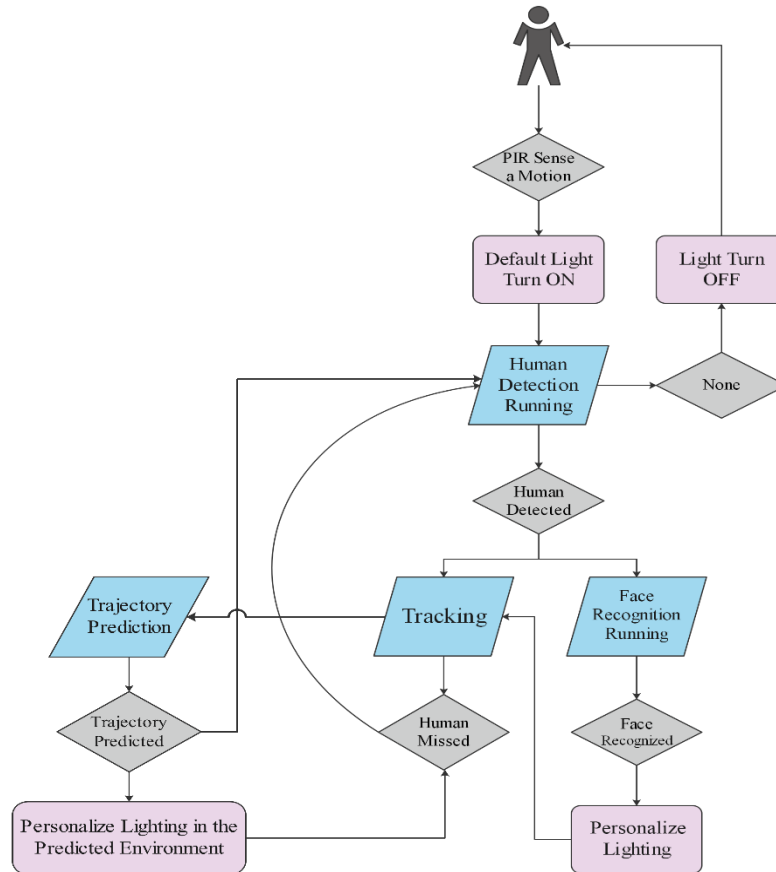 PIR Sense
a Motion
Default Light
Turn ON
Light Turn
OFF
Human
Detection
Running
None
Human
Detected
Trajectory
Prediction
Tracking
Face
Recognition
Running
Trajectory
Predicted
Human
Missed
Face
Recognized
Personalize Lighting in the
Predicted Environment
Personalize
Lighting